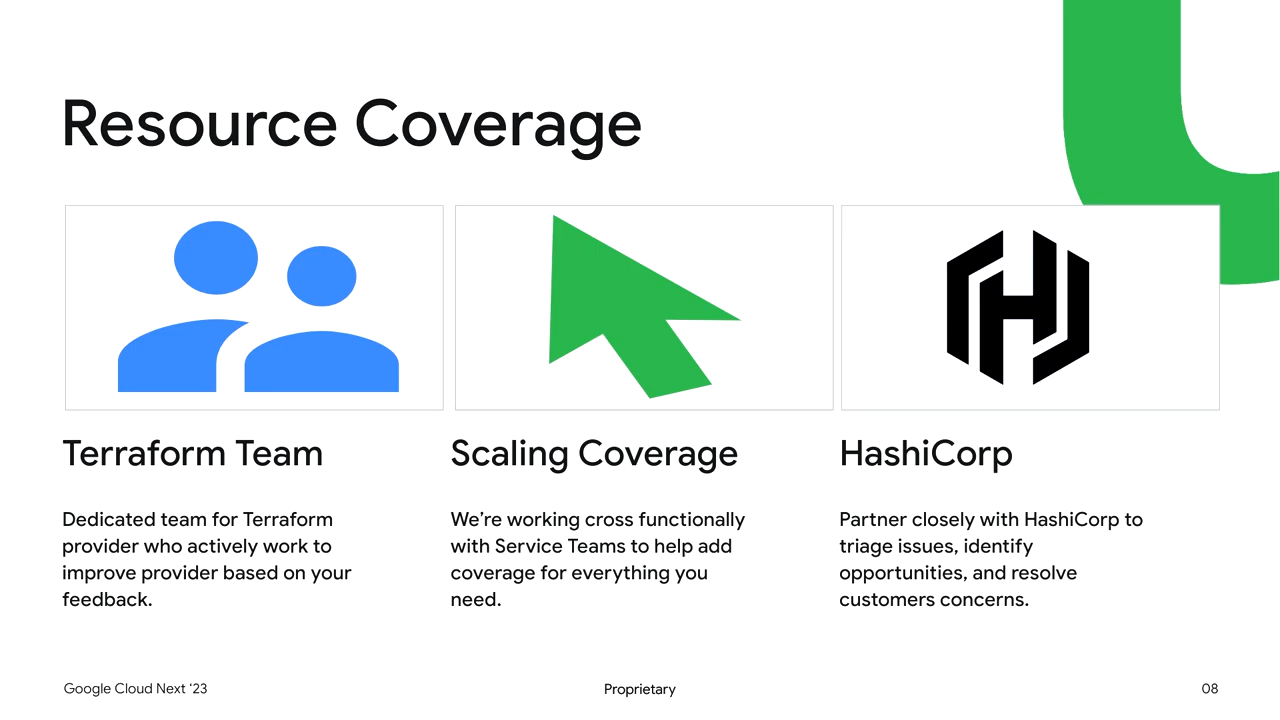 Resource Coverage
Terraform Team
Dedicated team for Terraform
provider who actively work to
improve provider based on your
feedback.
Scaling Coverage
We’re working cross functionally
with Service Teams to help add
coverage for everything you
need.
HashiCorp
Partner closely with HashiCorp to
triage issues, identify
opportunities, and resolve
customers concerns.
Google Cloud Next ‘23
Proprietary
08